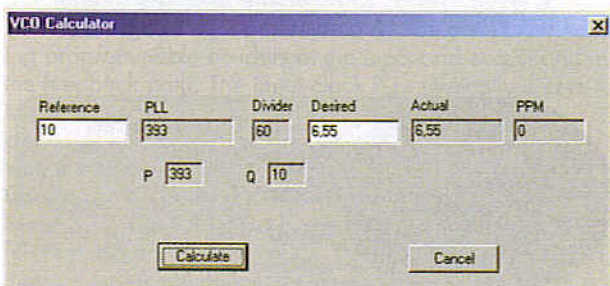 VCO Calculator
Reference PLL Divider Desired Actual PPM
10 393 60 6,55 6,55 0
P 393 Q 10
Calculate Cancel